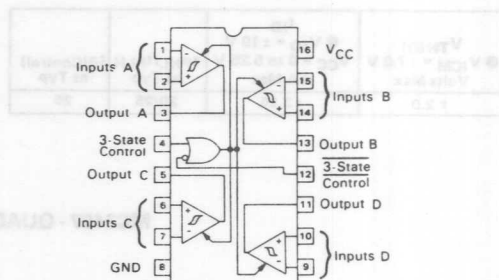 1
Inputs A
2
Output A 3
3-State
Control 4
Output C 5
6
Inputs C
7
GND 8
16 VCC
15
Inputs B
14
13 Output B
12 3-State
Control
11 Output D
10
Inputs D
9